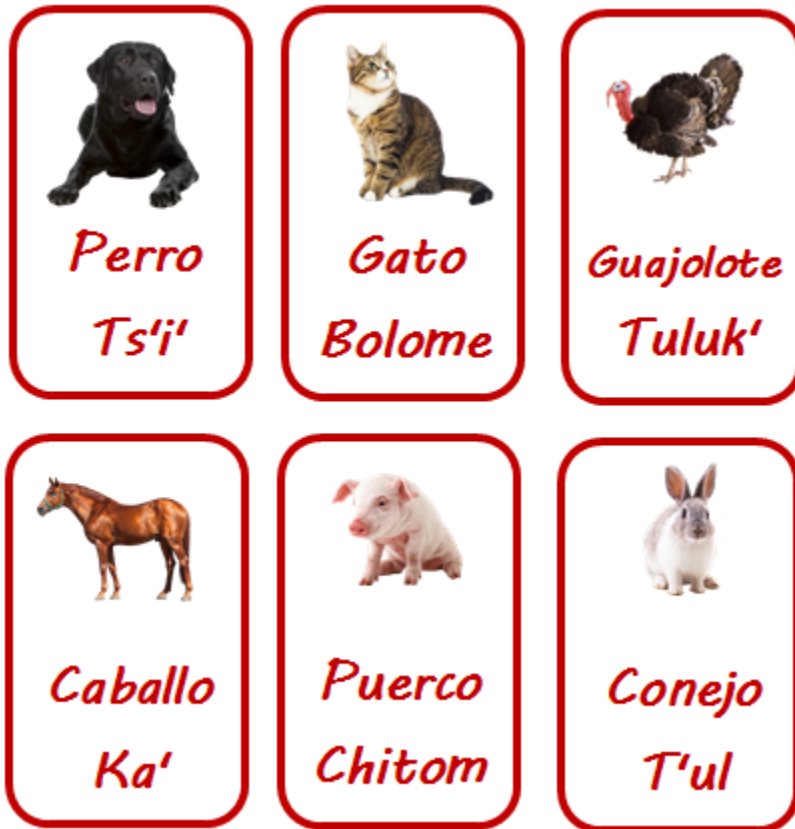 Perro
Ts'i'
Gato
Bolome
Guajolote
Tuluk'
Caballo
Ka'
Puerco
Chitom
Conejo
T'ul